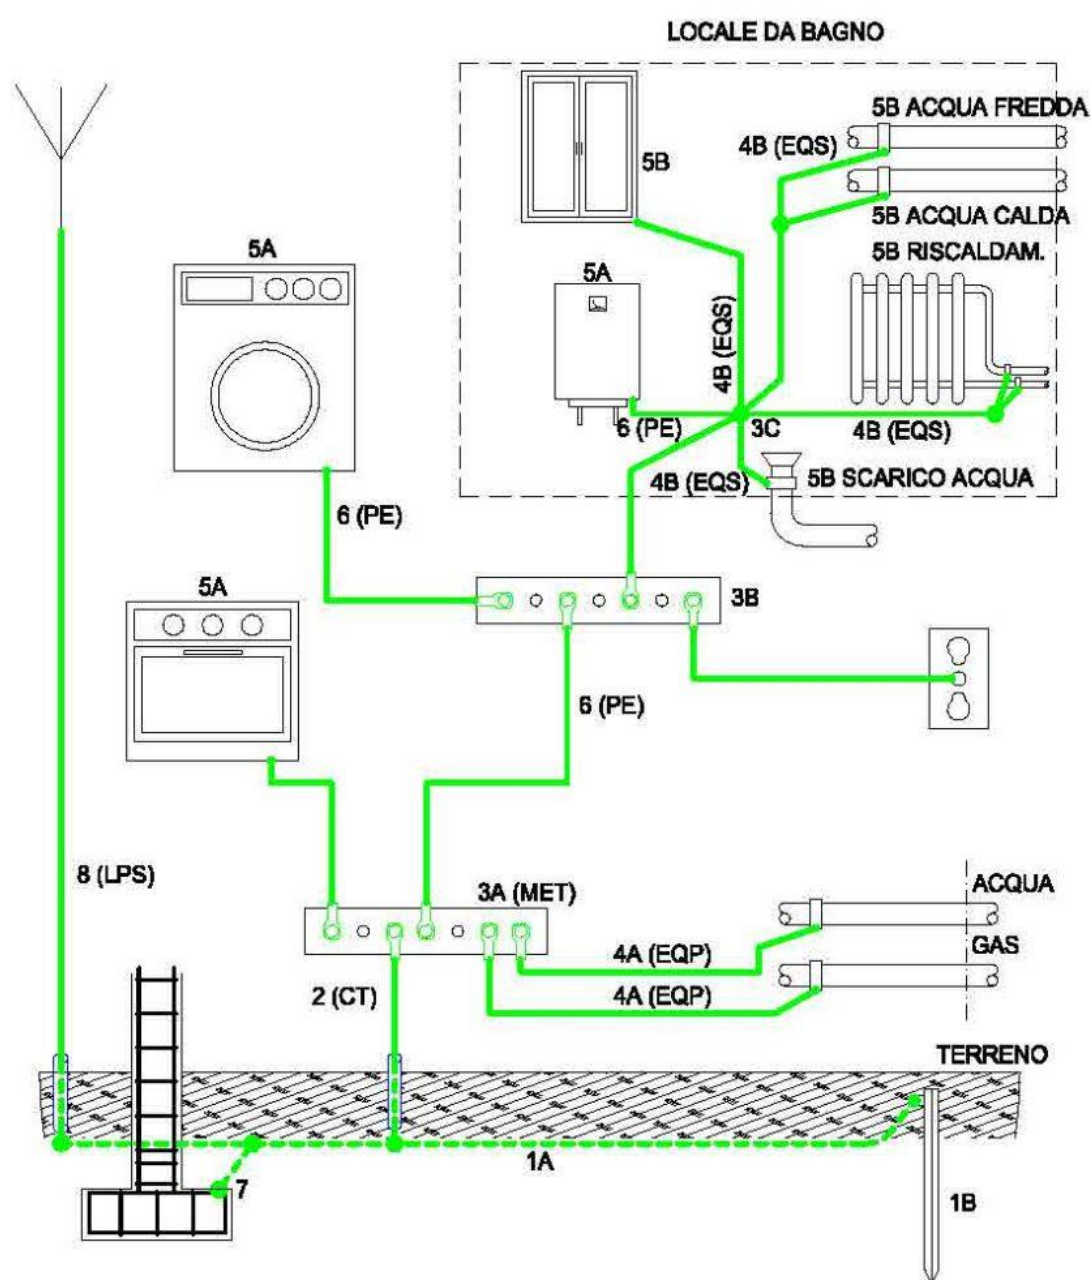 LOCALE DA BAGNO
5B ACQUA FREDDA
4B (EQS)
5B
5B ACQUA CALDA
5A
5B RISCALDAM.
5A
4B (EQS)
6 (PE)
3C
4B (EQS)
4B (EQS)
5B SCARICO ACQUA
6 (PE)
5A
3B
6 (PE)
8 (LPS)
3A (MET)
ACQUA
4A (EQP)
GAS
2 (CT)
4A (EQP)
TERRENO
1A
7
1B